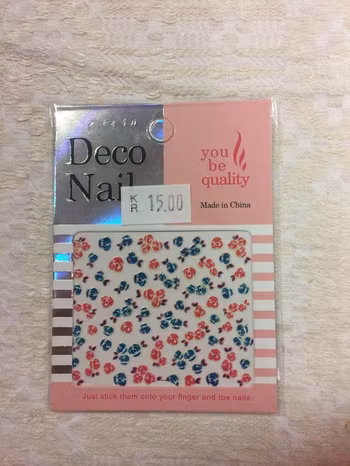 Deco
Nail
you
be
quality
KR 15.00
Made in China
Just stick them onto your finger and toe nails.